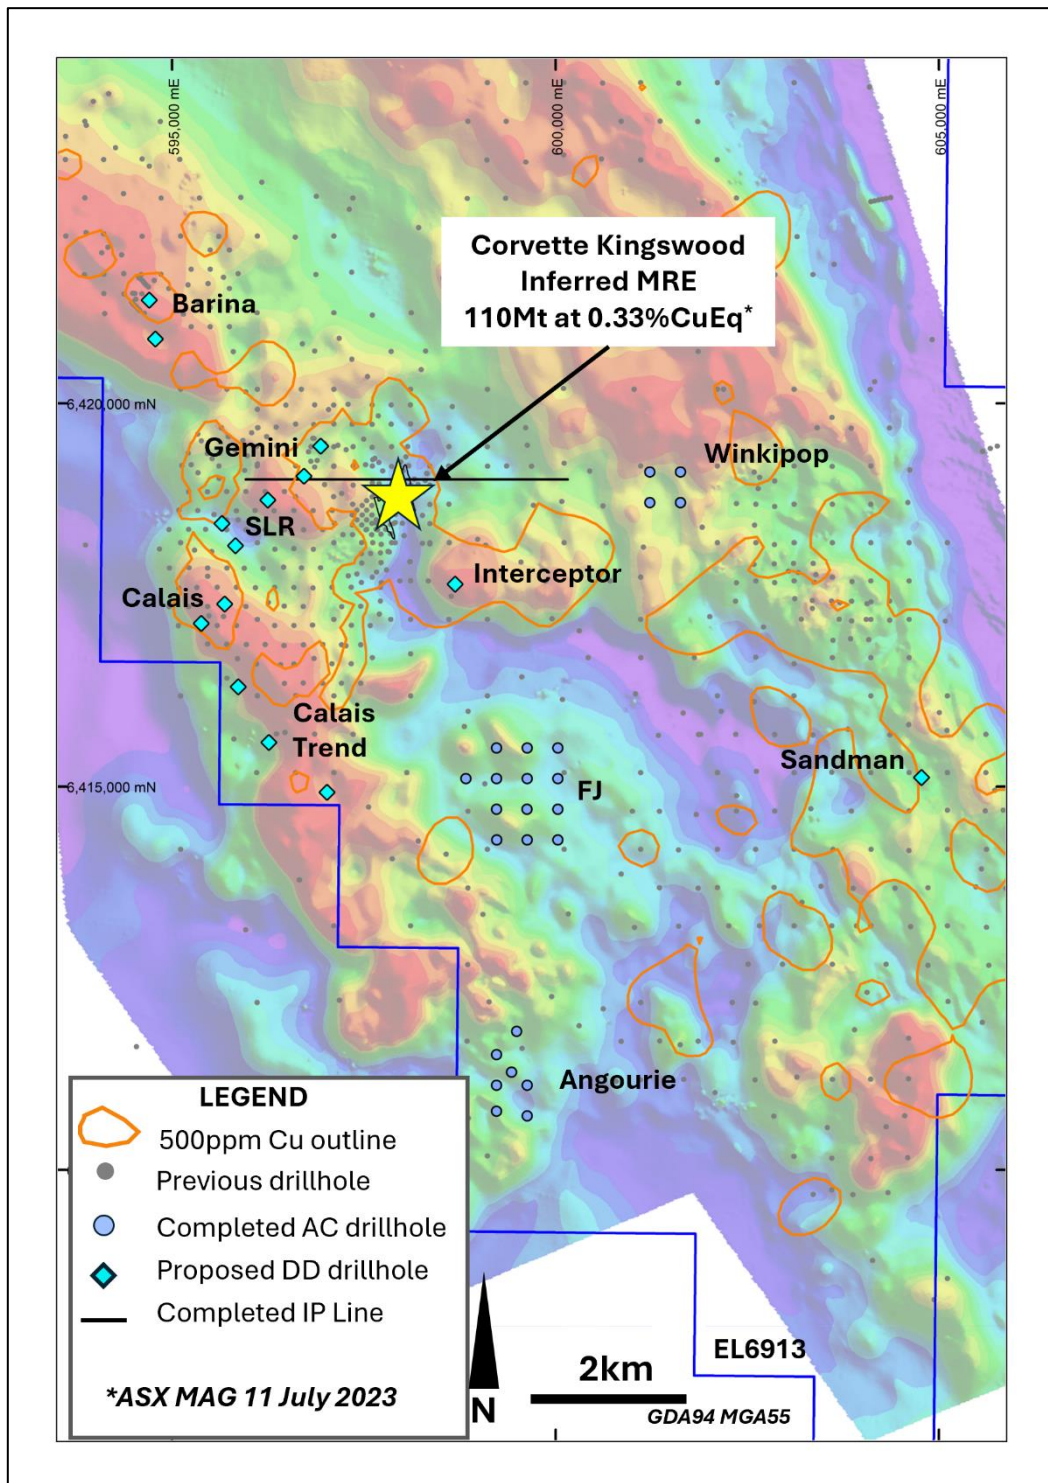 595,000 mE
600,000 mE
605,000 mE
Corvette Kingswood
Inferred MRE
110Mt at 0.33%CuEq*
Barina
6,420,000 mN
Gemini
Winkipop
SLR
Interceptor
Calais
Calais
Trend
Sandman
6,415,000 mN
FJ
Angourie
LEGEND
500ppm Cu outline
Previous drillhole
Completed AC drillhole
Proposed DD drillhole
Completed IP Line
*ASX MAG 11 July 2023
N
2km
EL6913
GDA94 MGA55